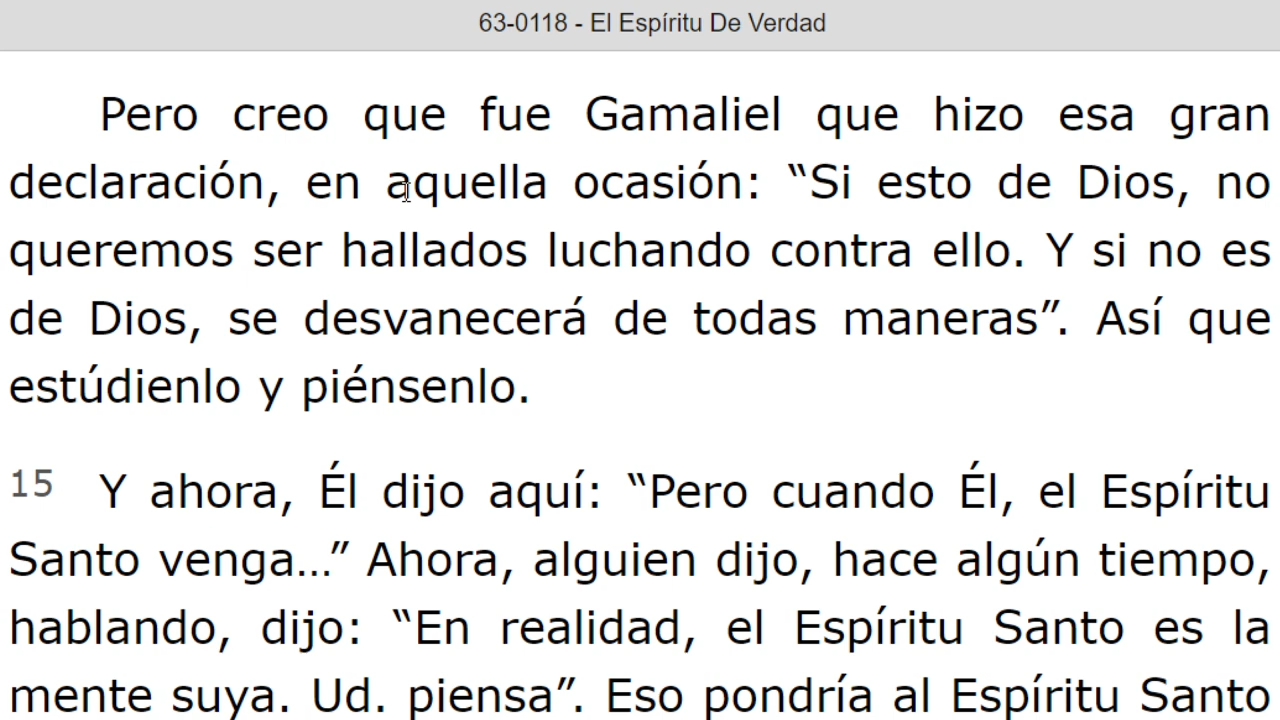 63-0118 - El Espíritu De Verdad
Pero creo que fue Gamaliel que hizo esa gran
declaración, en aquella ocasión: “Si esto de Dios, no
queremos ser hallados luchando contra ello. Y si no es
de Dios, se desvanecerá de todas maneras”. Así que
estúdienlo y piénsenlo.
15 Y ahora, Él dijo aquí: “Pero cuando Él, el Espíritu
Santo venga…” Ahora, alguien dijo, hace algún tiempo,
hablando, dijo: “En realidad, el Espíritu Santo es la
mente suya. Ud. piensa”. Eso pondría al Espíritu Santo